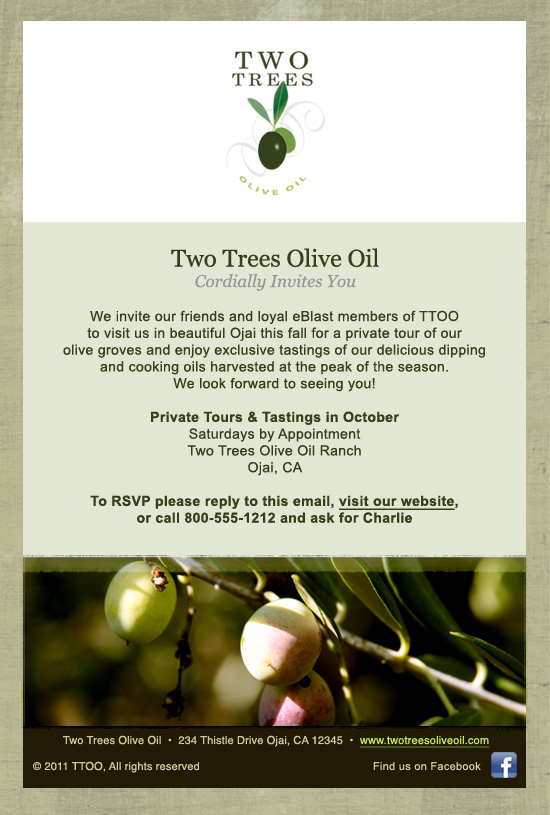 TWO
TREES
OLIVE OIL
Two Trees Olive Oil
Cordially Invites You
We invite our friends and loyal eBlast members of TTOO
to visit us in beautiful Ojai this fall for a private tour of our
olive groves and enjoy exclusive tastings of our delicious dipping
and cooking oils harvested at the peak of the season.
We look forward to seeing you!
Private Tours & Tastings in October
Saturdays by Appointment
Two Trees Olive Oil Ranch
Ojai, CA
To RSVP please reply to this email, visit our website,
or call 800-555-1212 and ask for Charlie
Two Trees Olive Oil • 234 Thistle Drive Ojai, CA 12345 • www.twotreesoliveoil.com
© 2011 TTOO, All rights reserved Find us on Facebook f